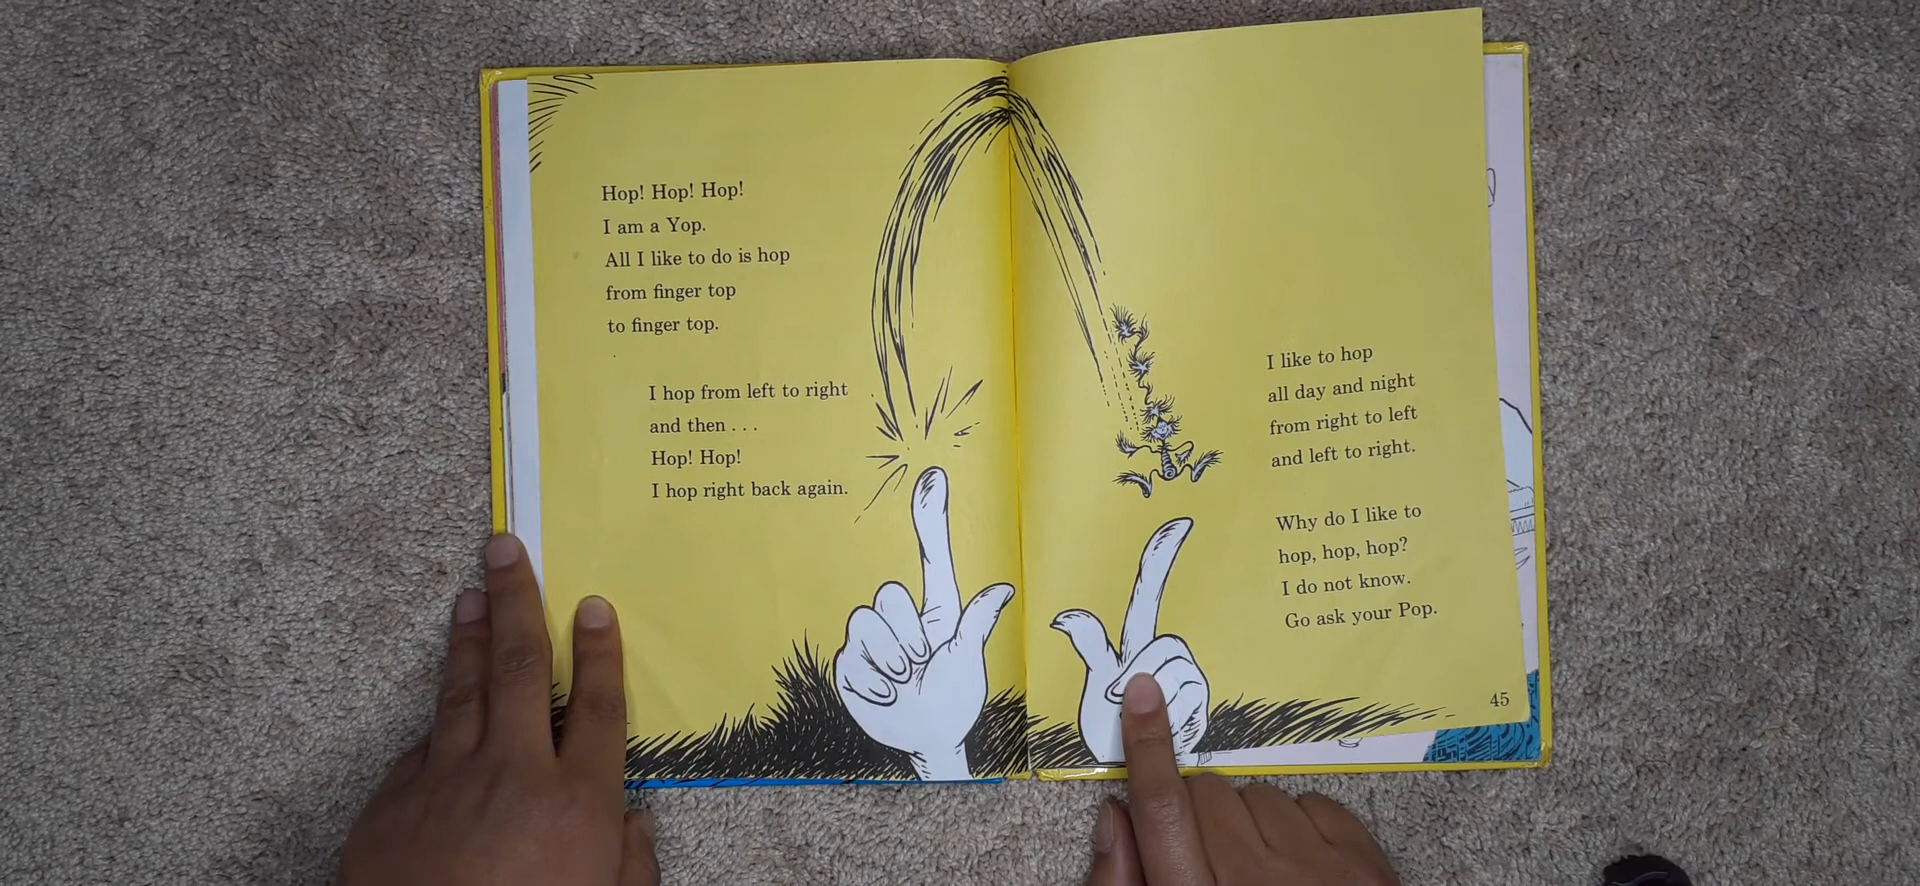 Hop! Hop! Hop!
I am a Yop.
All I like to do is hop
from finger top
to finger top.
I hop from left to right
and then . . .
Hop! Hop!
I hop right back again.
I like to hop
all day and night
from right to left
and left to right.
Why do I like to
hop, hop, hop?
I do not know.
Go ask your Pop.
45